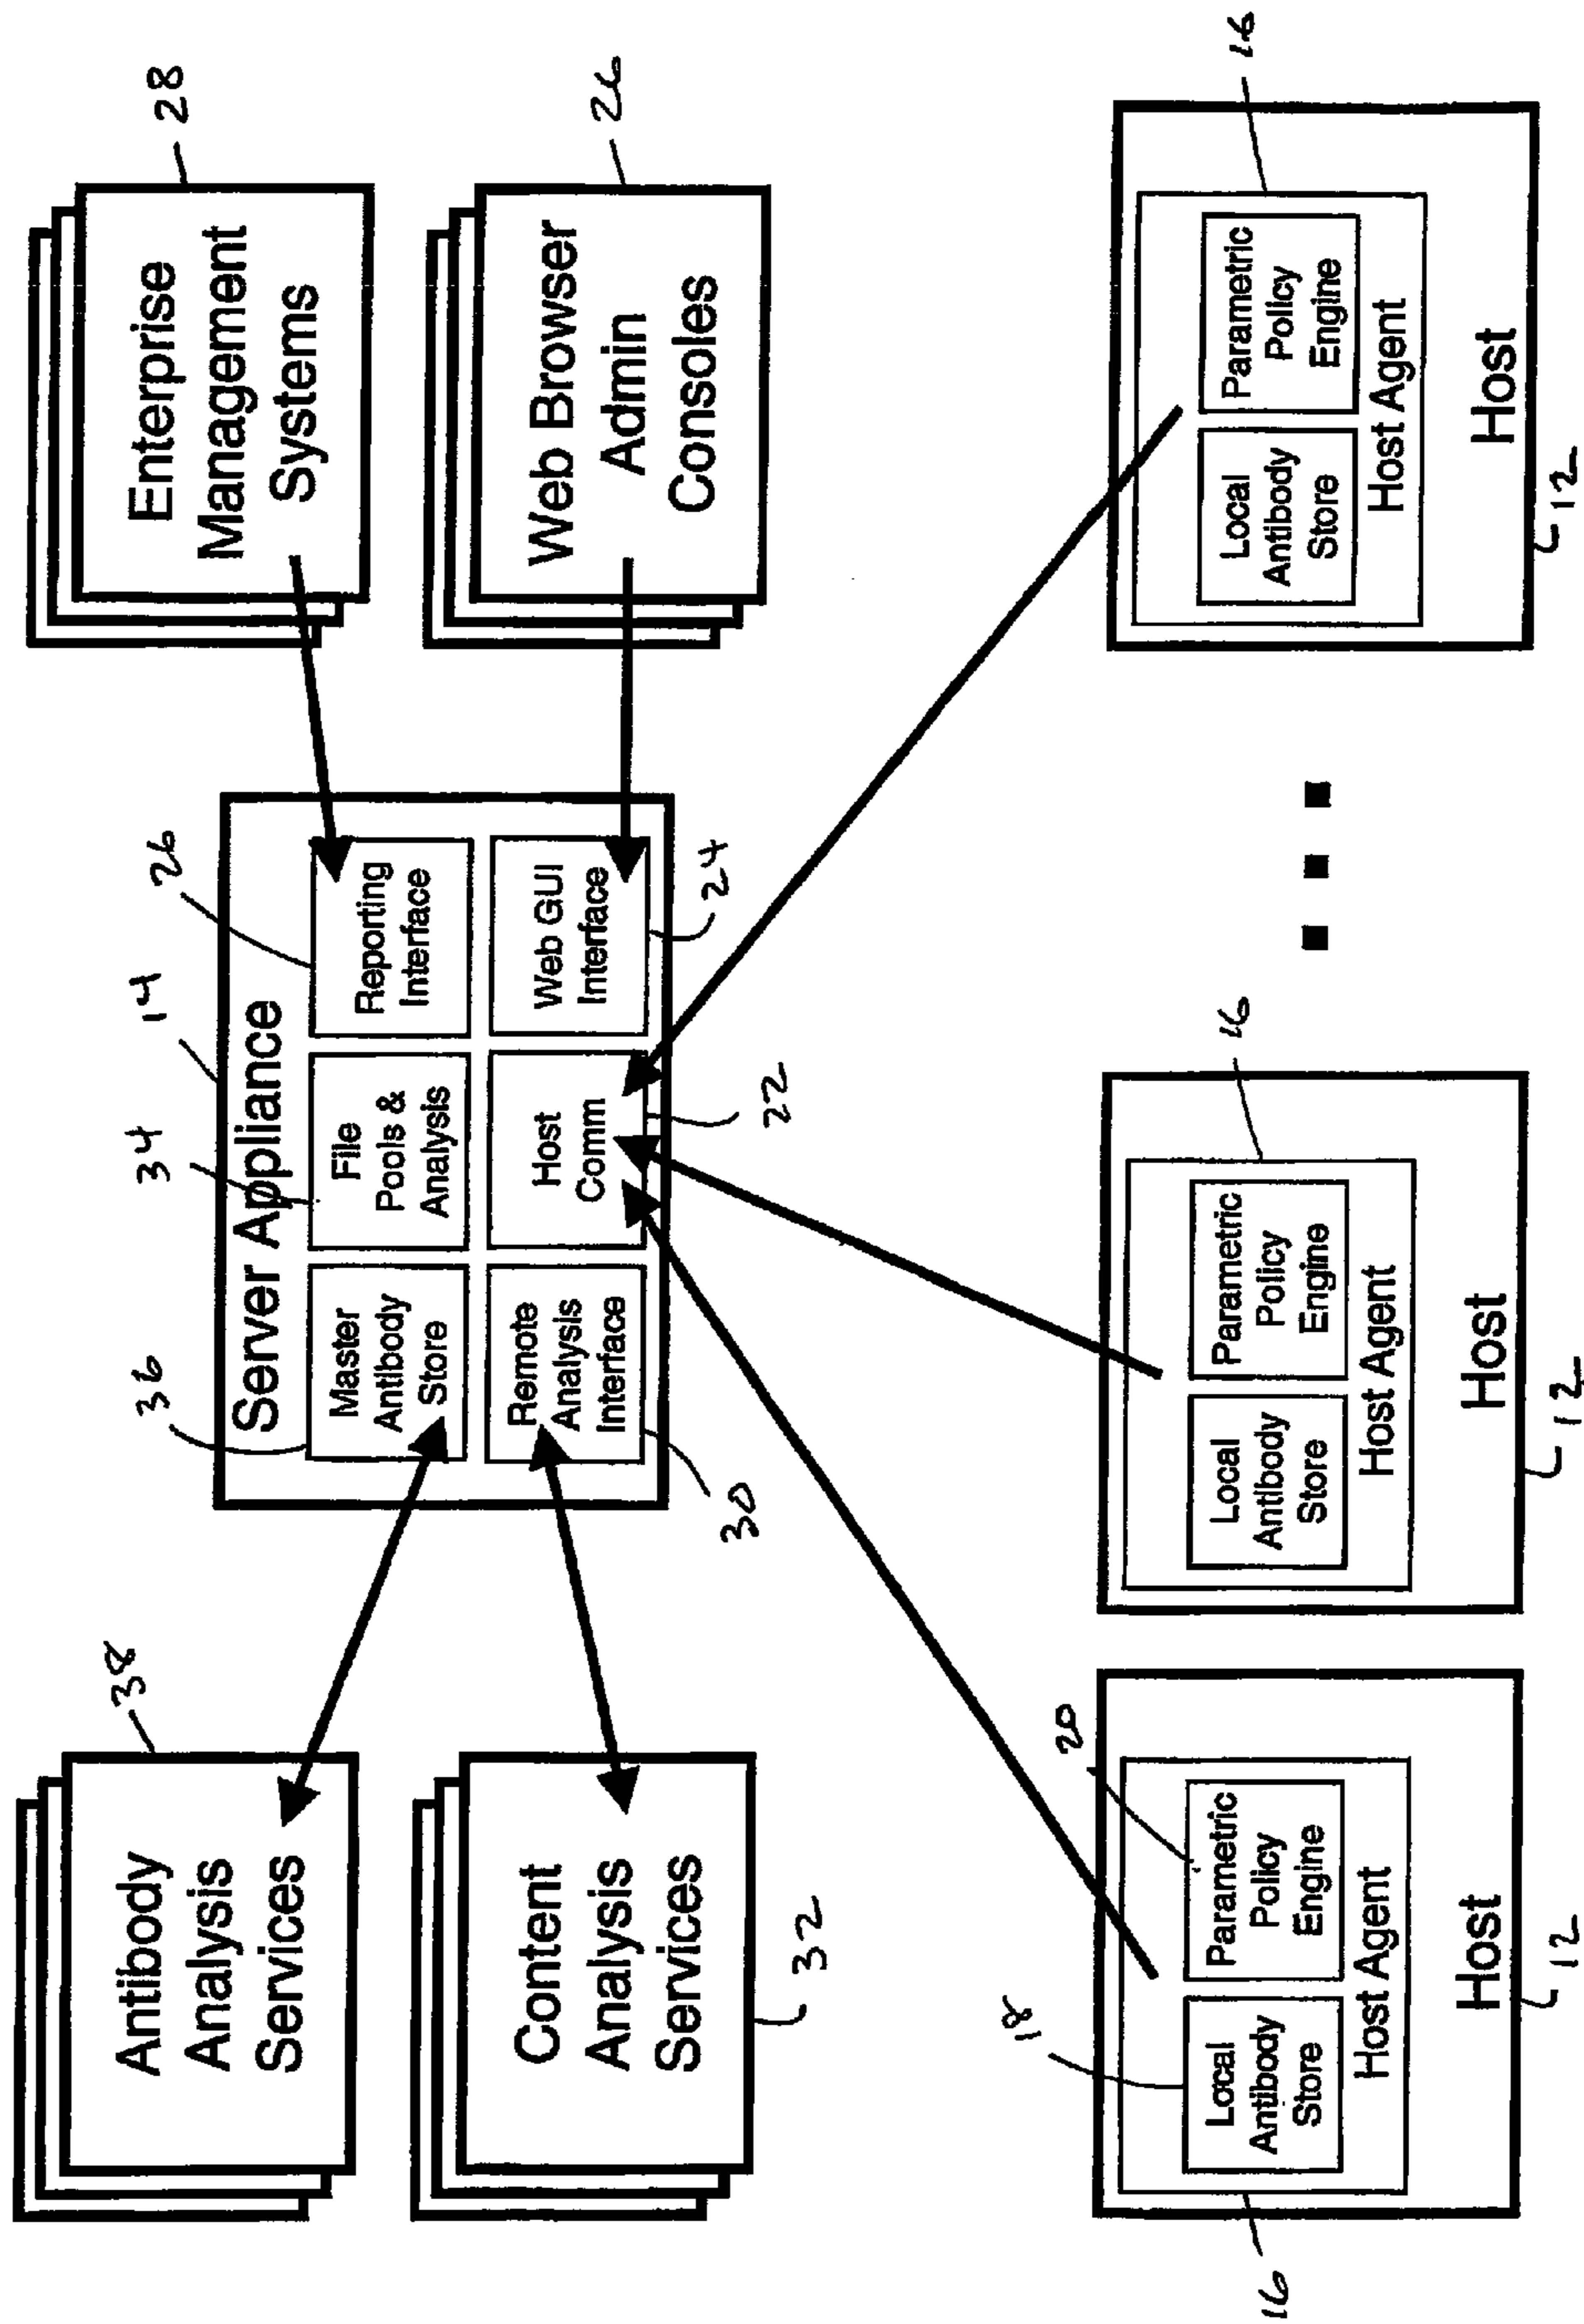 38
Antibody
Analysis
Services
Content
Analysis
Services
32
14
Server Appliance
36
34
26
Master
Antibody
Store
File
Pools &
Analysis
Reporting
Interface
Remote
Analysis
Interface
Host
Comm
Web GUI
Interface
30
22
24
28
Enterprise
Management
Systems
26
Web Browser
Admin
Consoles
18
20
16
Local
Antibody
Store
Parametric
Policy
Engine
Host Agent
Host
12
16
Local
Antibody
Store
Parametric
Policy
Engine
Host Agent
Host
12
16
Local
Antibody
Store
Parametric
Policy
Engine
Host Agent
Host
12